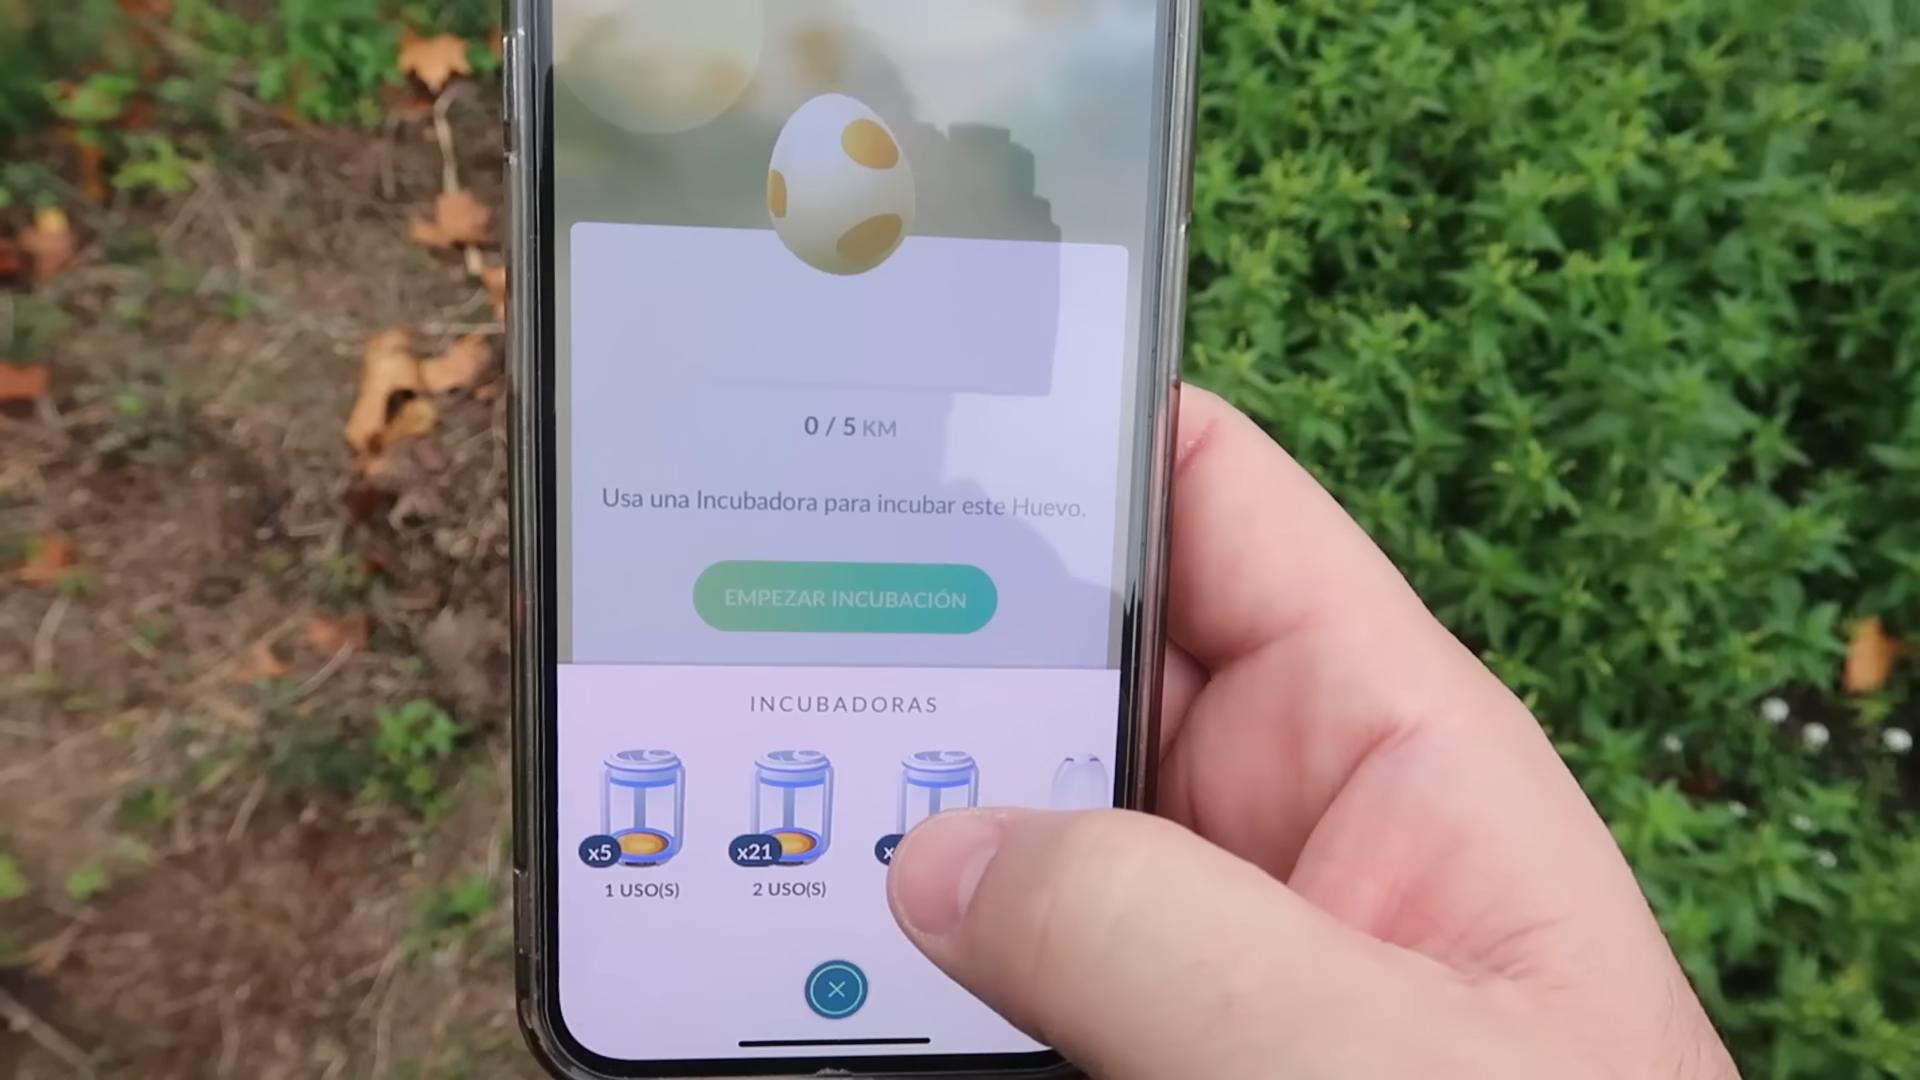 0 / 5 KM
Usa una Incubadora para incubar este Huevo.
EMPEZAR INCUBACIÓN
INCUBADORAS
x5
x21
x
1 USO(S)
2 USO(S)